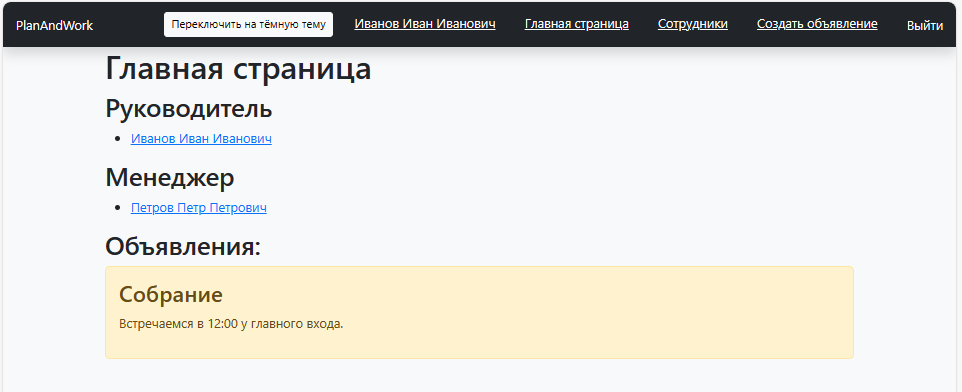 PlanAndWork Переключить на тёмную тему Иванов Иван Иванович Главная страница Сотрудники Создать объявление Выйти
Главная страница
Руководитель
Иванов Иван Иванович
Менеджер
Петров Петр Петрович
Объявления:
Собрание
Встречаемся в 12:00 у главного входа.